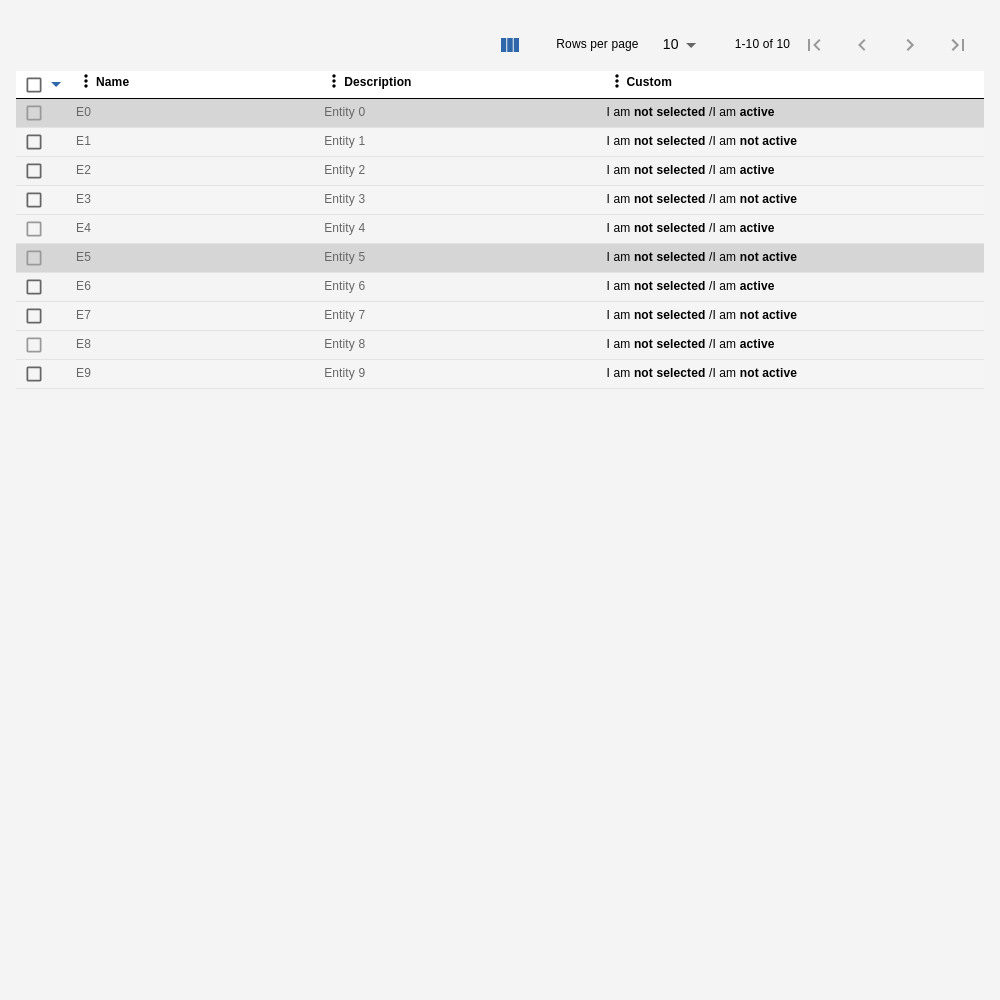 Rows per page 10 1-10 of 10
Name Description Custom
E0 Entity 0 I am not selected /I am active
E1 Entity 1 I am not selected /I am not active
E2 Entity 2 I am not selected /I am active
E3 Entity 3 I am not selected /I am not active
E4 Entity 4 I am not selected /I am active
E5 Entity 5 I am not selected /I am not active
E6 Entity 6 I am not selected /I am active
E7 Entity 7 I am not selected /I am not active
E8 Entity 8 I am not selected /I am active
E9 Entity 9 I am not selected /I am not active